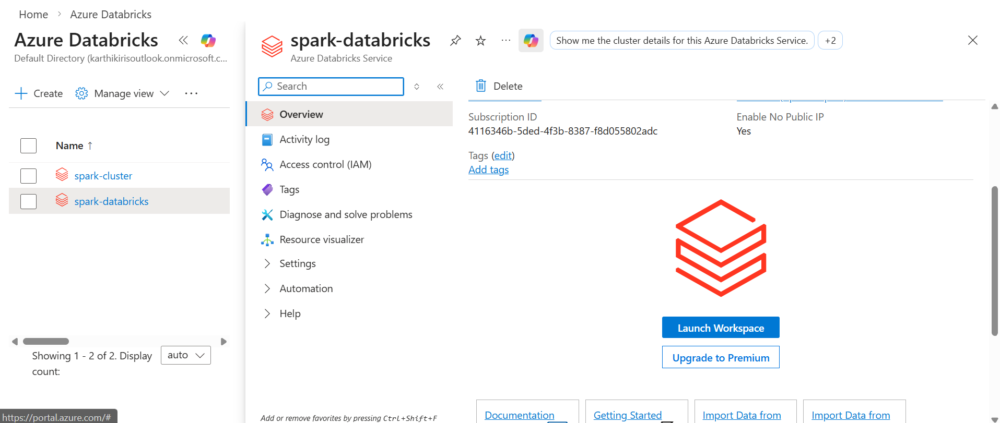 Home > Azure Databricks
Azure Databricks
Default Directory (karthikirisoutlook.onmicrosoft.c...
Create
Manage view
Name ↑
spark-cluster
spark-databricks
Showing 1 - 2 of 2. Display count:
auto
https://portal.azure.com/#
spark-databricks
Azure Databricks Service
Show me the cluster details for this Azure Databricks Service.
+2
Search
Overview
Activity log
Access control (IAM)
Tags
Diagnose and solve problems
Resource visualizer
Settings
Automation
Help
Add or remove favorites by pressing Ctrl+Shift+F
Delete
Subscription ID
4116346b-5ded-4f3b-8387-f8d055802adc
Enable No Public IP
Yes
Tags (edit)
Add tags
Launch Workspace
Upgrade to Premium
Documentation
Getting Started
Import Data from
Import Data from